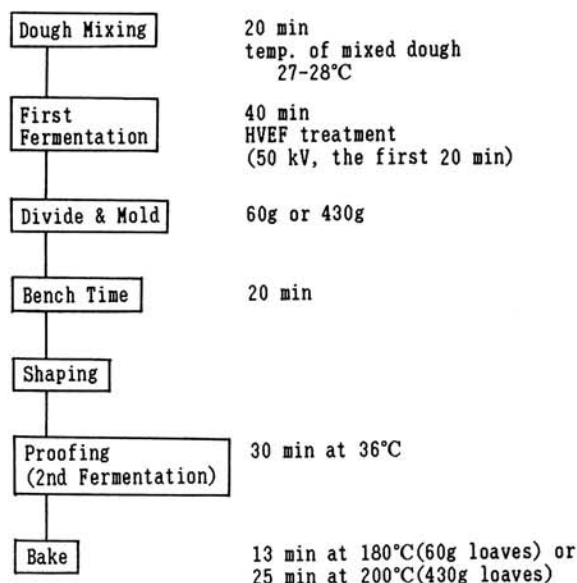 Dough Mixing
20 min
temp. of mixed dough
27-28°C
First
Fermentation
40 min
HVEF treatment
(50 kV, the first 20 min)
Divide & Mold
60g or 430g
Bench Time
20 min
Shaping
Proofing
(2nd Fermentation)
30 min at 36°C
Bake
13 min at 180°C(60g loaves) or
25 min at 200°C(430g loaves)